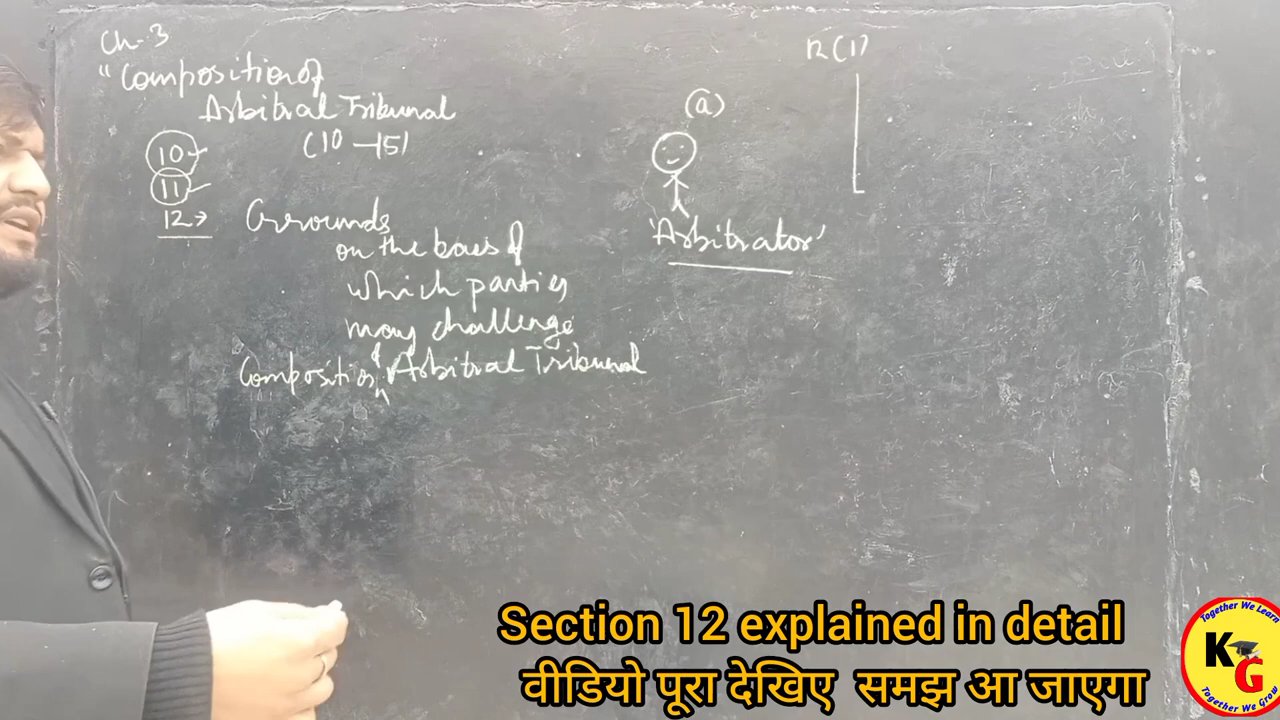 Ch-3
"Composition of
Arbitral Tribunal
(10-15)
10
11
12→ Grounds
on the basis of
which parties
may challenge
Composition of Arbitral Tribunal
(a)
'Arbitrator'
12(1)
Section 12 explained in detail
वीडियो पूरा देखिए समझ आ जाएगा
Together We Learn
KG
Together We Grow